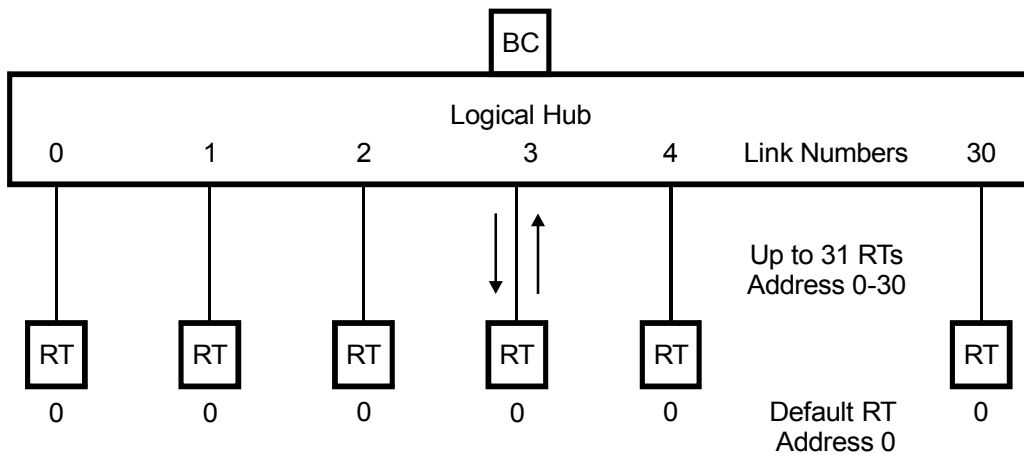 BC
Logical Hub
0 1 2 3 4 Link Numbers 30
Up to 31 RTs
Address 0-30
RT RT RT RT RT RT
0 0 0 0 0 Default RT 0
Address 0